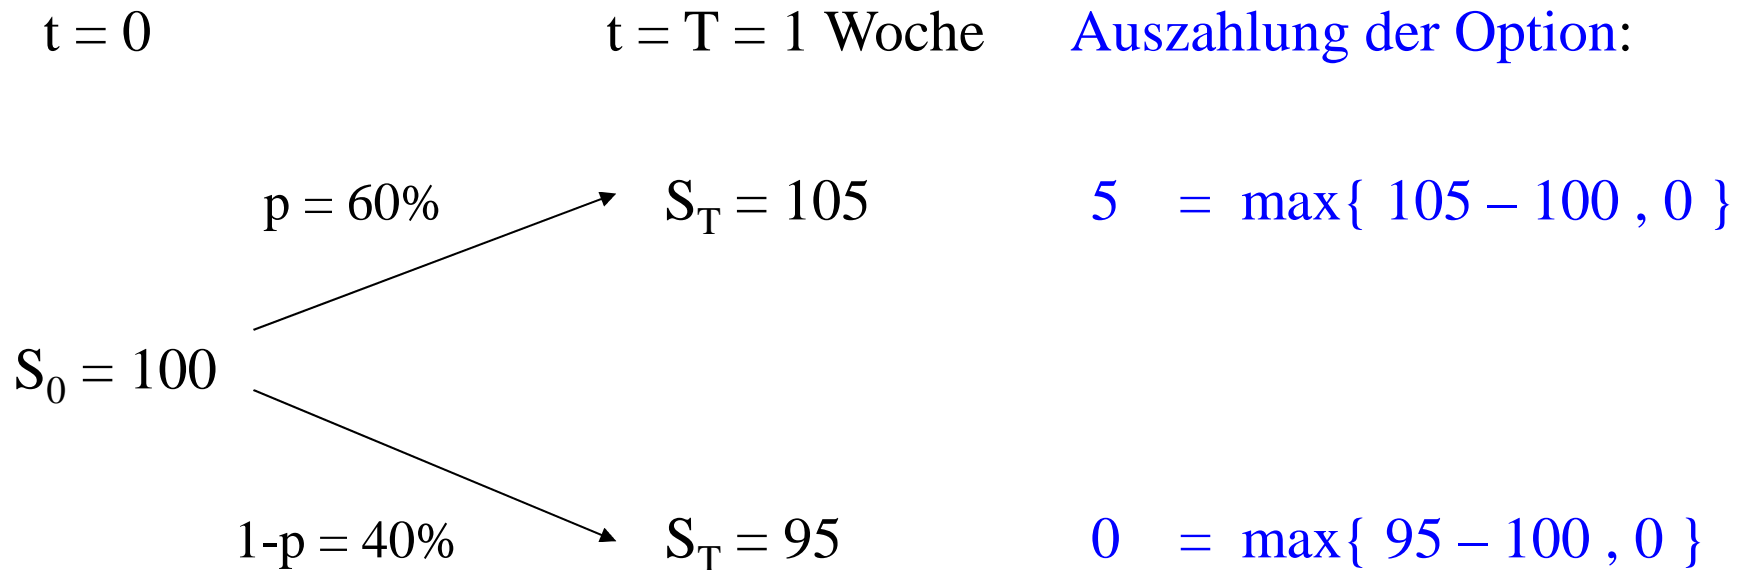 t = 0 t = T = 1 Woche Auszahlung der Option:
p = 60% S_T = 105 5 = max{ 105 – 100 , 0 }
S_0 = 100
1-p = 40% S_T = 95 0 = max{ 95 – 100 , 0 }